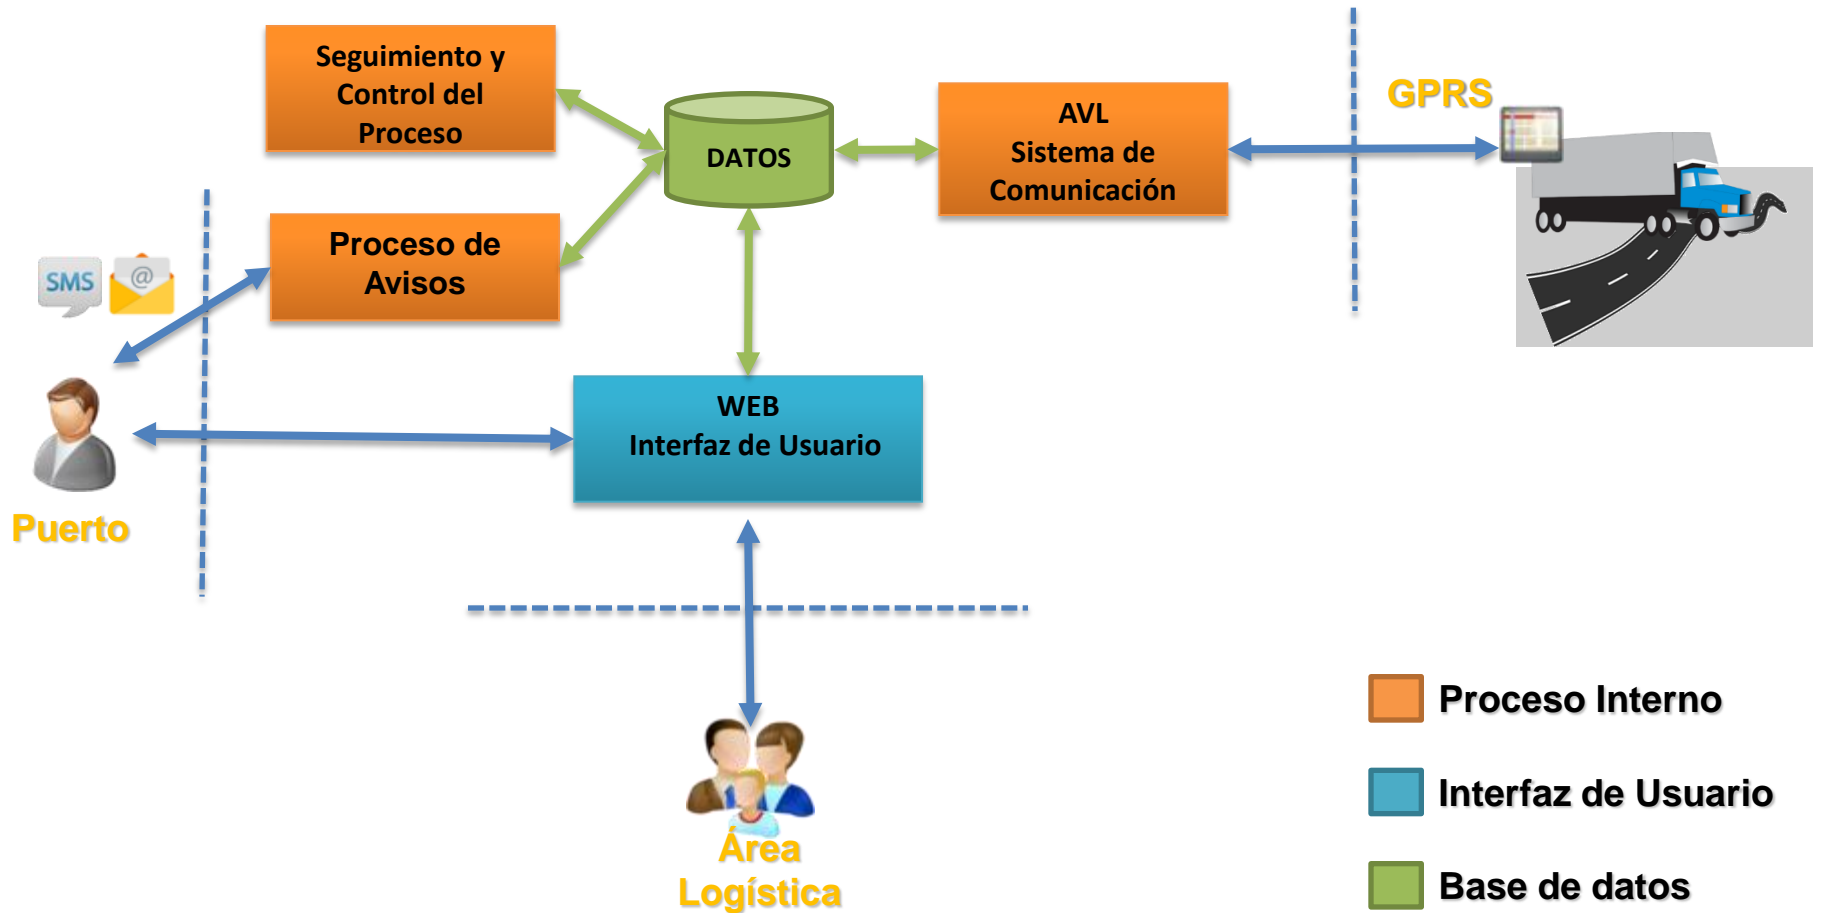 Seguimiento y
Control del
Proceso
DATOS
AVL
Sistema de
Comunicación
GPRS
Proceso de
Avisos
SMS
@
WEB
Interfaz de Usuario
Puerto
Área
Logística
Proceso Interno
Interfaz de Usuario
Base de datos